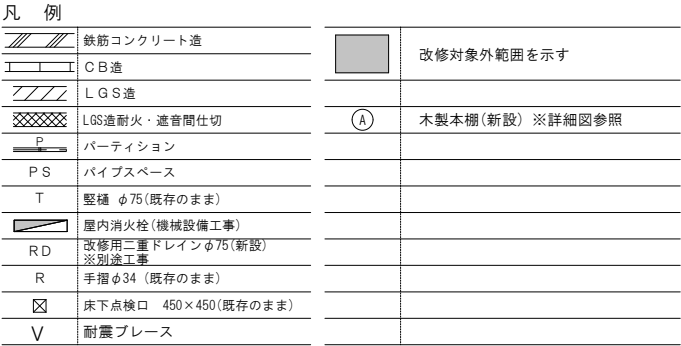 凡 例
鉄筋コンクリート造
CB造
LGS造
LGS造耐火・遮音間仕切
P パーティション
PS パイプスペース
T 竪樋 φ75(既存のまま)
屋内消火栓(機械設備工事)
RD 改修用二重ドレインφ75(新設)
※別途工事
R 手摺φ34 (既存のまま)
床下点検口 450×450(既存のまま)
V 耐震ブレース
改修対象外範囲を示す
A 木製本棚(新設) ※詳細図参照